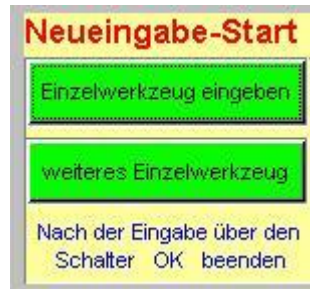 Neueingabe-Start
Einzelwerkzeug eingeben
weiteres Einzelwerkzeug
Nach der Eingabe über den
Schalter OK beenden